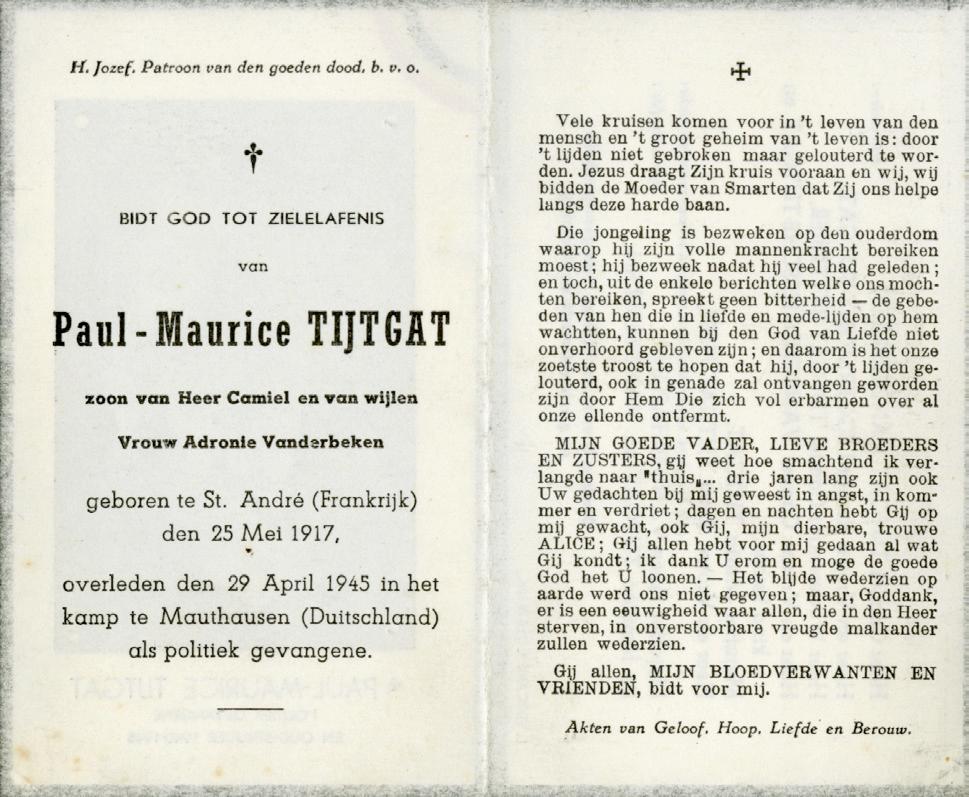 H. Jozef, Patroon van den goeden dood, b. v. o.
BIDT GOD TOT ZIELELAFENIS
van
Paul-Maurice TIJTGAT
zoon van Heer Camiel en van wijlen
Vrouw Adronie Vanderbeken
geboren te St. André (Frankrijk)
den 25 Mei 1917,
overleden den 29 April 1945 in het
kamp te Mauthausen (Duitschland)
als politiek gevangene.
Vele kruisen komen voor in 't leven van den
mensch en 't groot geheim van 't leven is: door
't lijden niet gebroken maar gelouterd te wor-
den. Jezus draagt Zijn kruis vooraan en wij, wij
bidden de Moeder van Smarten dat Zij ons helpe
langs deze harde baan.
Die jongeling is bezweken op den ouderdom
waarop hij zijn volle mannenkracht bereiken
moest; hij bezweek nadat hij veel had geleden;
en toch, uit de enkele berichten welke ons moch-
ten bereiken, spreekt geen bitterheid — de gebe-
den van hen die in liefde en mede-lijden op hem
wachtten, kunnen bij den God van Liefde niet
onverhoord gebleven zijn; en daarom is het onze
zoetste troost te hopen dat hij, door 't lijden ge-
louterd, ook in genade zal ontvangen geworden
zijn door Hem Die zich vol erbarmen over al
onze ellende ontfermt.
MIJN GOEDE VADER, LIEVE BROEDERS
EN ZUSTERS, gij weet hoe smachtend ik ver-
langde naar "thuis„... drie jaren lang zijn ook
Uw gedachten bij mij geweest in angst, in kom-
mer en verdriet; dagen en nachten hebt Gij op
mij gewacht, ook Gij, mijn dierbare, trouwe
ALICE; Gij allen hebt voor mij gedaan al wat
Gij kondt; ik dank U erom en moge de goede
God het U loonen. — Het blijde wederzien op
aarde werd ons niet gegeven; maar, Goddank,
er is een eeuwigheid waar allen, die in den Heer
sterven, in onverstoorbare vreugde malkander
zullen wederzien.
Gij allen, MIJN BLOEDVERWANTEN EN
VRIENDEN, bidt voor mij.
Akten van Geloof, Hoop, Liefde en Berouw.